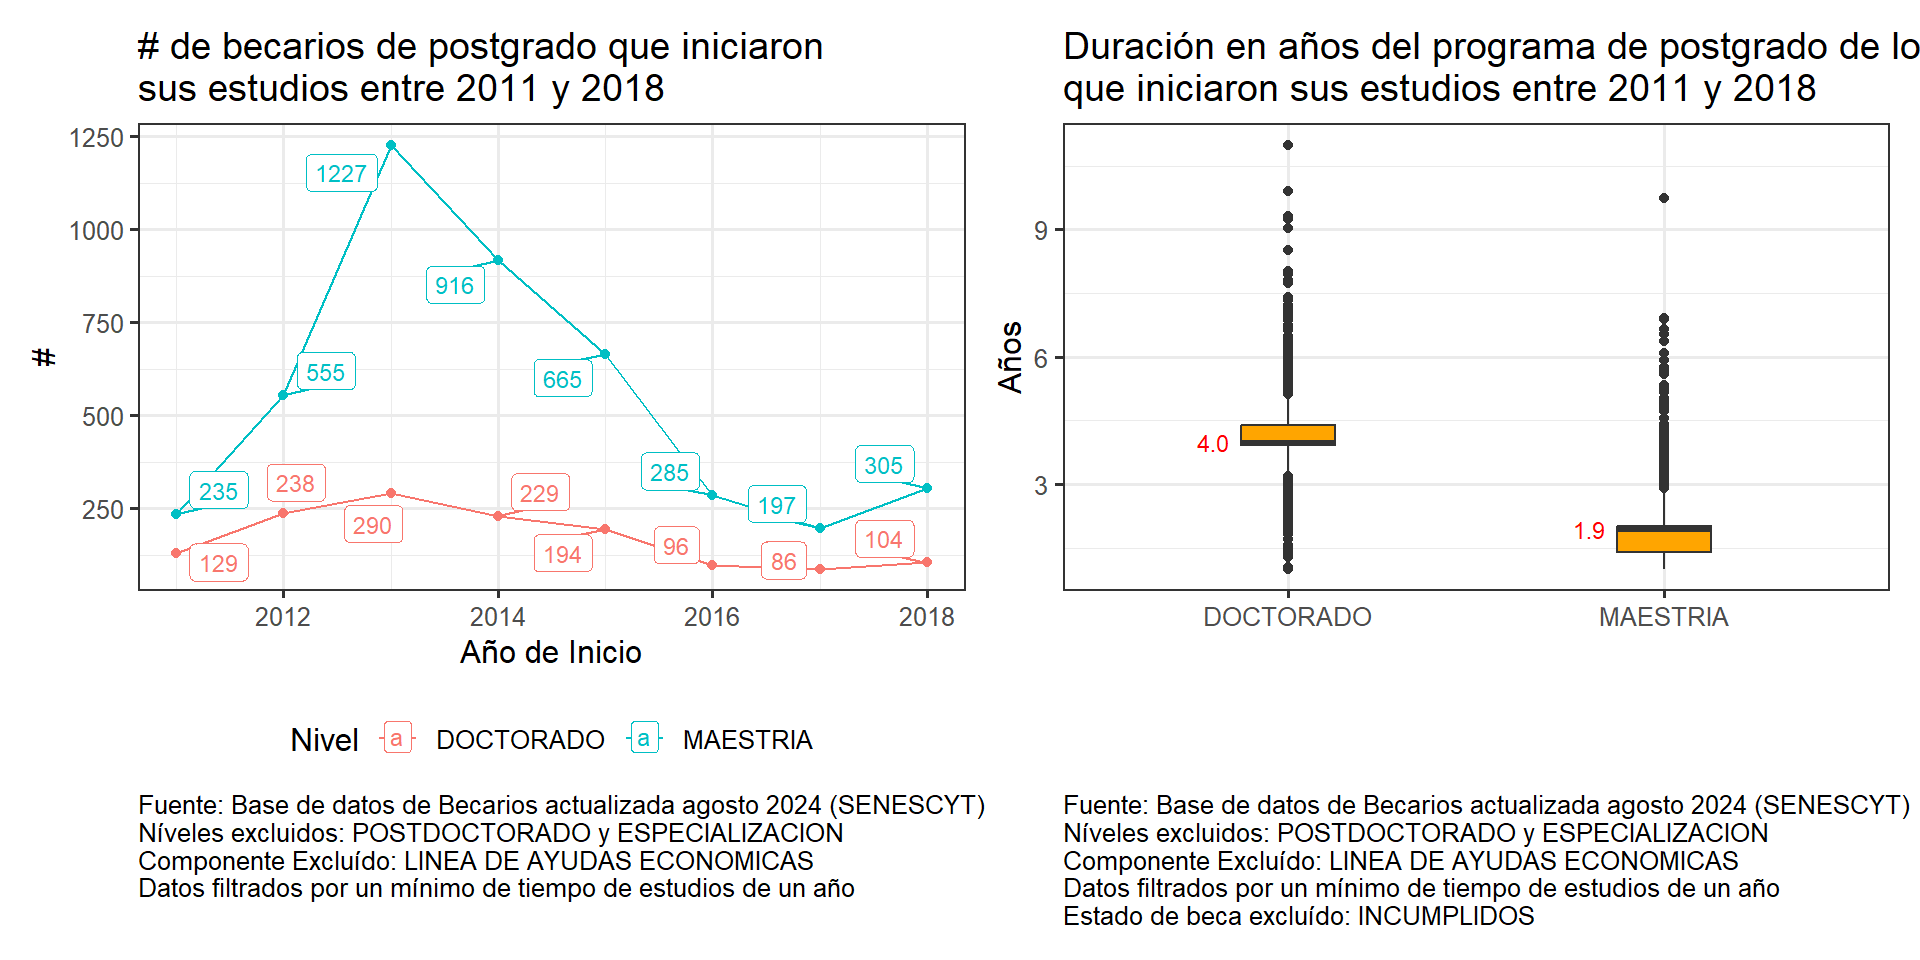 # de becarios de postgrado que iniciaron
sus estudios entre 2011 y 2018
1250
1000
750
500
250
#
1227
916
555
665
235
238
290
229
285
197
305
129
194
96
86
104
2012
2014
2016
2018
Año de Inicio
Nivel a DOCTORADO a MAESTRIA
Fuente: Base de datos de Becarios actualizada agosto 2024 (SENESCYT)
Níveles excluidos: POSTDOCTORADO y ESPECIALIZACION
Componente Excluído: LINEA DE AYUDAS ECONOMICAS
Datos filtrados por un mínimo de tiempo de estudios de un año
Duración en años del programa de postgrado de lo
que iniciaron sus estudios entre 2011 y 2018
9
6
3
Años
4.0
1.9
DOCTORADO
MAESTRIA
Fuente: Base de datos de Becarios actualizada agosto 2024 (SENESCYT)
Níveles excluidos: POSTDOCTORADO y ESPECIALIZACION
Componente Excluído: LINEA DE AYUDAS ECONOMICAS
Datos filtrados por un mínimo de tiempo de estudios de un año
Estado de beca excluído: INCUMPLIDOS